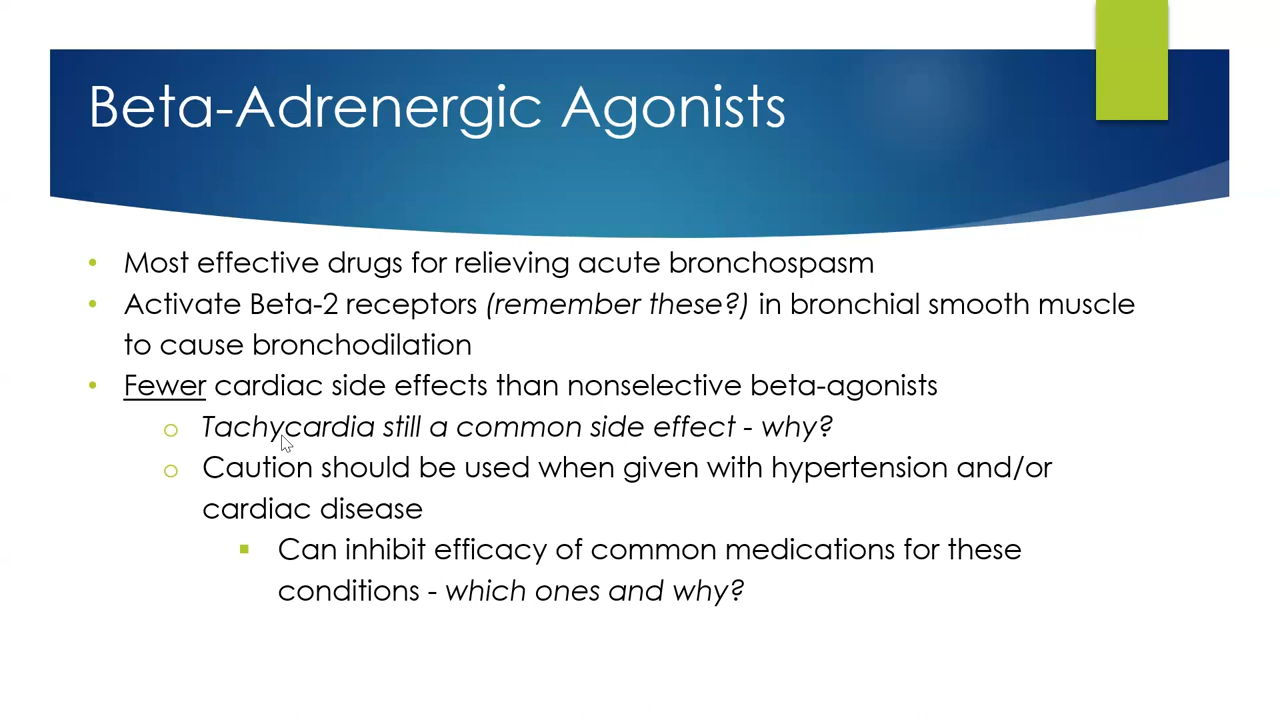 Beta-Adrenergic Agonists
• Most effective drugs for relieving acute bronchospasm
• Activate Beta-2 receptors (remember these?) in bronchial smooth muscle
to cause bronchodilation
• Fewer cardiac side effects than nonselective beta-agonists
o Tachycardia still a common side effect - why?
o Caution should be used when given with hypertension and/or
cardiac disease
▪ Can inhibit efficacy of common medications for these
conditions - which ones and why?